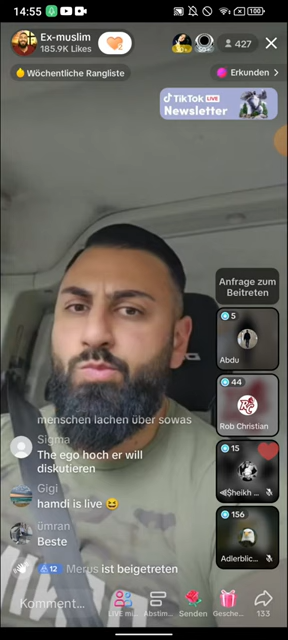 14:55
100
Ex-muslim
185.9K Likes
427
Wöchentliche Rangliste
Erkunden >
TikTok LIVE
Newsletter
Anfrage zum
Beitreten
5
Abdu
44
Rob Christian
15
Sheikh ...
156
Adlerblic...
menschen lachen über sowas
Sigma
The ego hoch er will
diskutieren
Gigi
hamdi is live 😆
ümran
Beste
👋 12 Merus ist beigetreten
Kommentar...
LIVE mi...
Abstim...
Senden
Gesche...
133